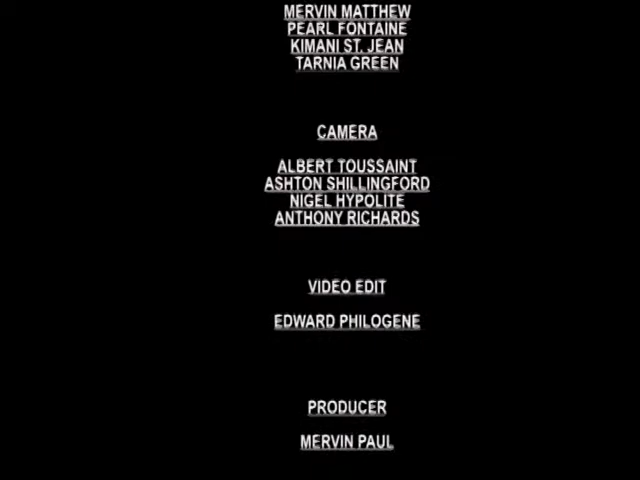 MERVIN MATTHEW
PEARL FONTAINE
KIMANI ST. JEAN
TARNIA GREEN
CAMERA
ALBERT TOUSSAINT
ASHTON SHILLINGFORD
NIGEL HYPOLITE
ANTHONY RICHARDS
VIDEO EDIT
EDWARD PHILOGENE
PRODUCER
MERVIN PAUL